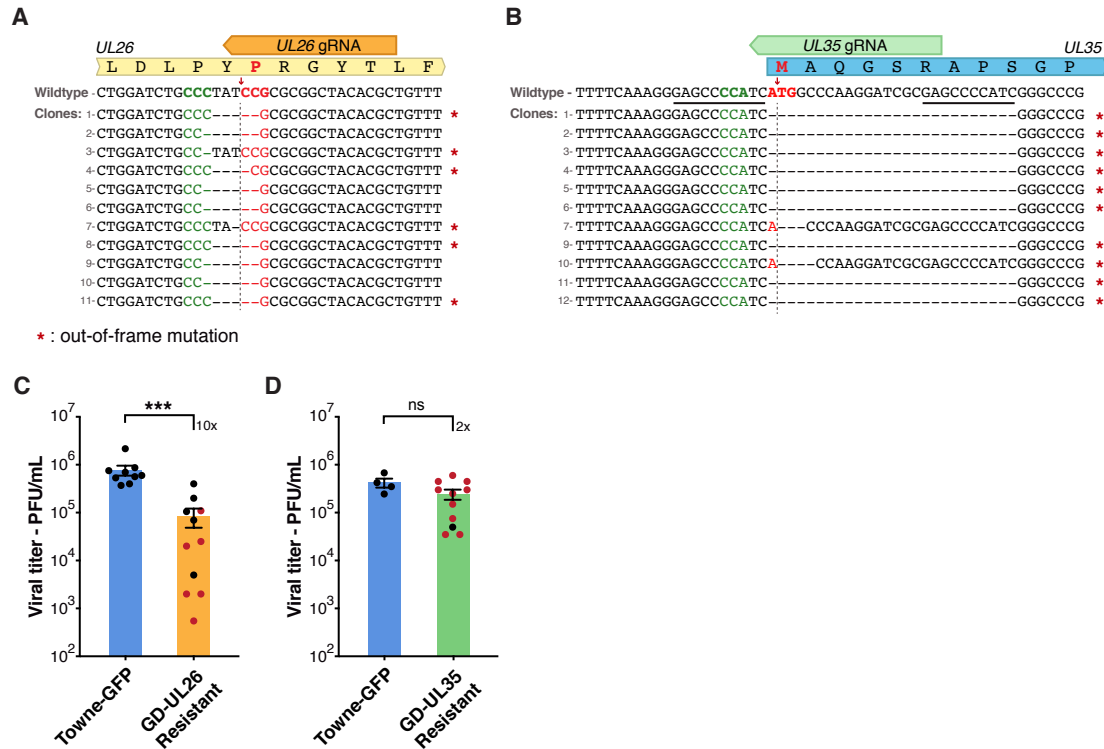 A
UL26
UL26 gRNA
L D L P Y P R G Y T L F
Wildtype - CTGGATCTGCCCTATCCGCGCGGCTACACGCTGTTT
Clones: 1- CTGGATCTGCCC-----–-GCGCGGCTACACGCTGTTT *
2- CTGGATCTGCC------–-GCGCGGCTACACGCTGTTT
3- CTGGATCTGCC-TATCCGCGCGGCTACACGCTGTTT *
4- CTGGATCTGCCC----CGCGCGGCTACACGCTGTTT *
5- CTGGATCTGCC------GCGCGGCTACACGCTGTTT
6- CTGGATCTGCC------GCGCGGCTACACGCTGTTT
7- CTGGATCTGCCCTA-CCGCGCGGCTACACGCTGTTT *
8- CTGGATCTGCCC-----GCGCGGCTACACGCTGTTT *
9- CTGGATCTGCC------GCGCGGCTACACGCTGTTT
10- CTGGATCTGCC------GCGCGGCTACACGCTGTTT
11- CTGGATCTGCCC-----GCGCGGCTACACGCTGTTT *
* : out-of-frame mutation
B
UL35 gRNA
UL35
M A Q G S R A P S G P
Wildtype - TTTTCAAAGGGAGCCCCATCATGGCCCAAGGATCGCGAGCCCCATCGGGCCCG
Clones: 1- TTTTCAAAGGGAGCCCCATC--------------------------GGGCCCG *
2- TTTTCAAAGGGAGCCCCATC--------------------------GGGCCCG *
3- TTTTCAAAGGGAGCCCCATC--------------------------GGGCCCG *
4- TTTTCAAAGGGAGCCCCATC--------------------------GGGCCCG *
5- TTTTCAAAGGGAGCCCCATC--------------------------GGGCCCG *
6- TTTTCAAAGGGAGCCCCATC--------------------------GGGCCCG *
7- TTTTCAAAGGGAGCCCCATCA---CCCAAGGATCGCGAGCCCCATCGGGCCCG
9- TTTTCAAAGGGAGCCCCATC--------------------------GGGCCCG *
10- TTTTCAAAGGGAGCCCCATCA----CCAAGGATCGCGAGCCCCATCGGGCCCG *
11- TTTTCAAAGGGAGCCCCATC--------------------------GGGCCCG *
12- TTTTCAAAGGGAGCCCCATC--------------------------GGGCCCG *
C
Viral titer - PFU/mL
10⁷
10⁶
10⁵
10⁴
10³
10²
***
10x
Towne-GFP
GD-UL26 Resistant
D
Viral titer - PFU/mL
10⁷
10⁶
10⁵
10⁴
10³
10²
ns
2x
Towne-GFP
GD-UL35 Resistant